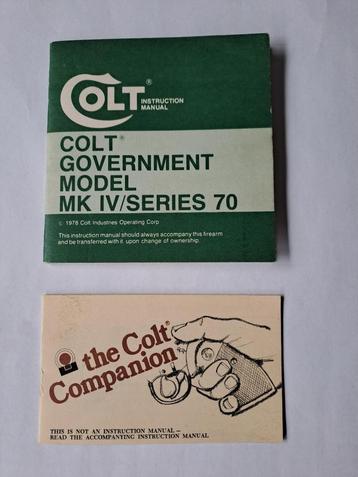 COLT®
INSTRUCTION
MANUAL
COLT®
GOVERNMENT
MODEL
MK IV/SERIES 70
© 1978 Colt Industries Operating Corp
This instruction manual should always accompany this firearm
and be transferred with it upon change of ownership.
the Colt®
Companion
THIS IS NOT AN INSTRUCTION MANUAL —
READ THE ACCOMPANYING INSTRUCTION MANUAL